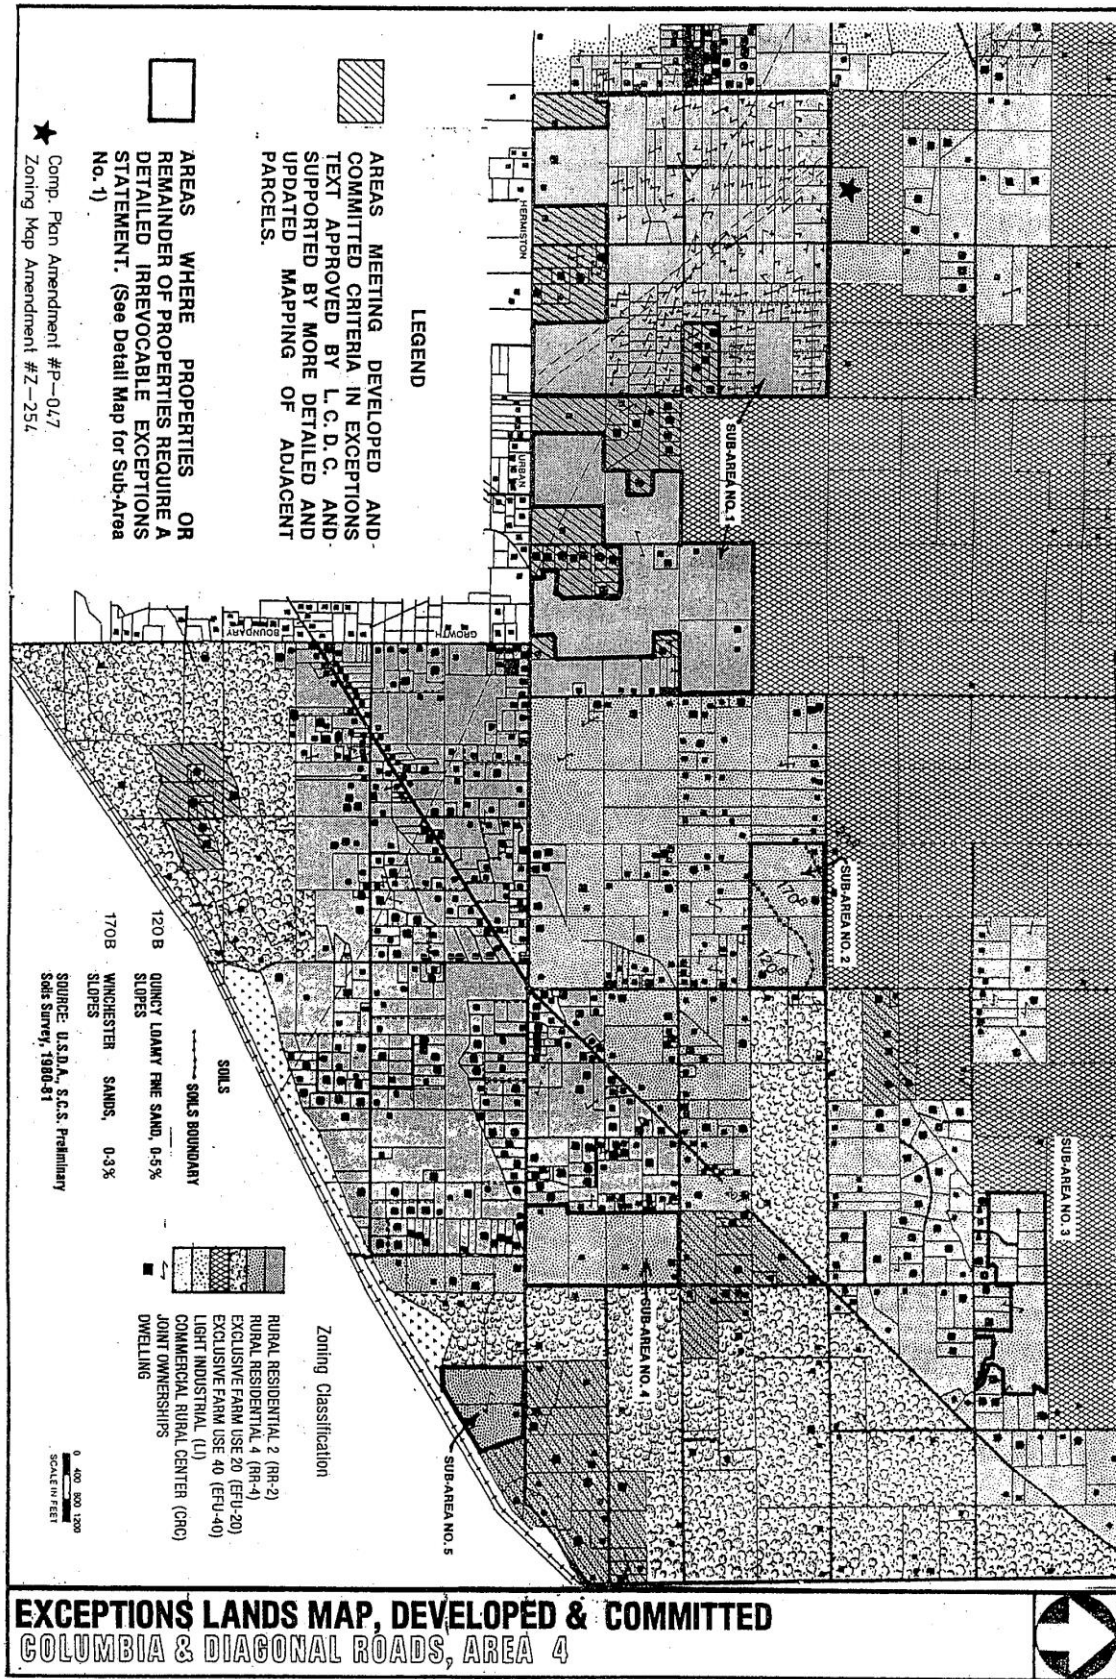 EXCEPTIONS LANDS MAP, DEVELOPED & COMMITTED
COLUMBIA & DIAGONAL ROADS, AREA 4
LEGEND
AREAS MEETING DEVELOPED AND
COMMITTED CRITERIA IN EXCEPTIONS
TEXT APPROVED BY L.C.D.C. AND
SUPPORTED BY MORE DETAILED AND
UPDATED MAPPING OF ADJACENT
PARCELS.
AREAS WHERE PROPERTIES OR
REMAINDER OF PROPERTIES REQUIRE A
DETAILED IRREVOCABLE EXCEPTIONS
STATEMENT. (See Detail Map for Sub-Area
No. 1)
Comp. Plan Amendment #P-047
Zoning Map Amendment #Z-254
HERMISTON
URBAN
GROWTH
BOUNDARY
SUB-AREA NO. 1
SUB-AREA NO. 2
170B
120B
SUB-AREA NO. 3
SUB-AREA NO. 4
SUB-AREA NO. 5
SOILS
SOILS BOUNDARY
120B QUINCY LOAMY FINE SAND, 0-5%
SLOPES
170B WINCHESTER SANDS, 0-3%
SLOPES
SOURCE: U.S.D.A., S.C.S. Preliminary
Soils Survey, 1980-81
Zoning Classification
RURAL RESIDENTIAL 2 (RR-2)
RURAL RESIDENTIAL 4 (RR-4)
EXCLUSIVE FARM USE 20 (EFU-20)
EXCLUSIVE FARM USE 40 (EFU-40)
LIGHT INDUSTRIAL (LI)
COMMERCIAL RURAL CENTER (CRC)
JOINT OWNERSHIPS
DWELLING
0 400 800 1200
SCALE IN FEET